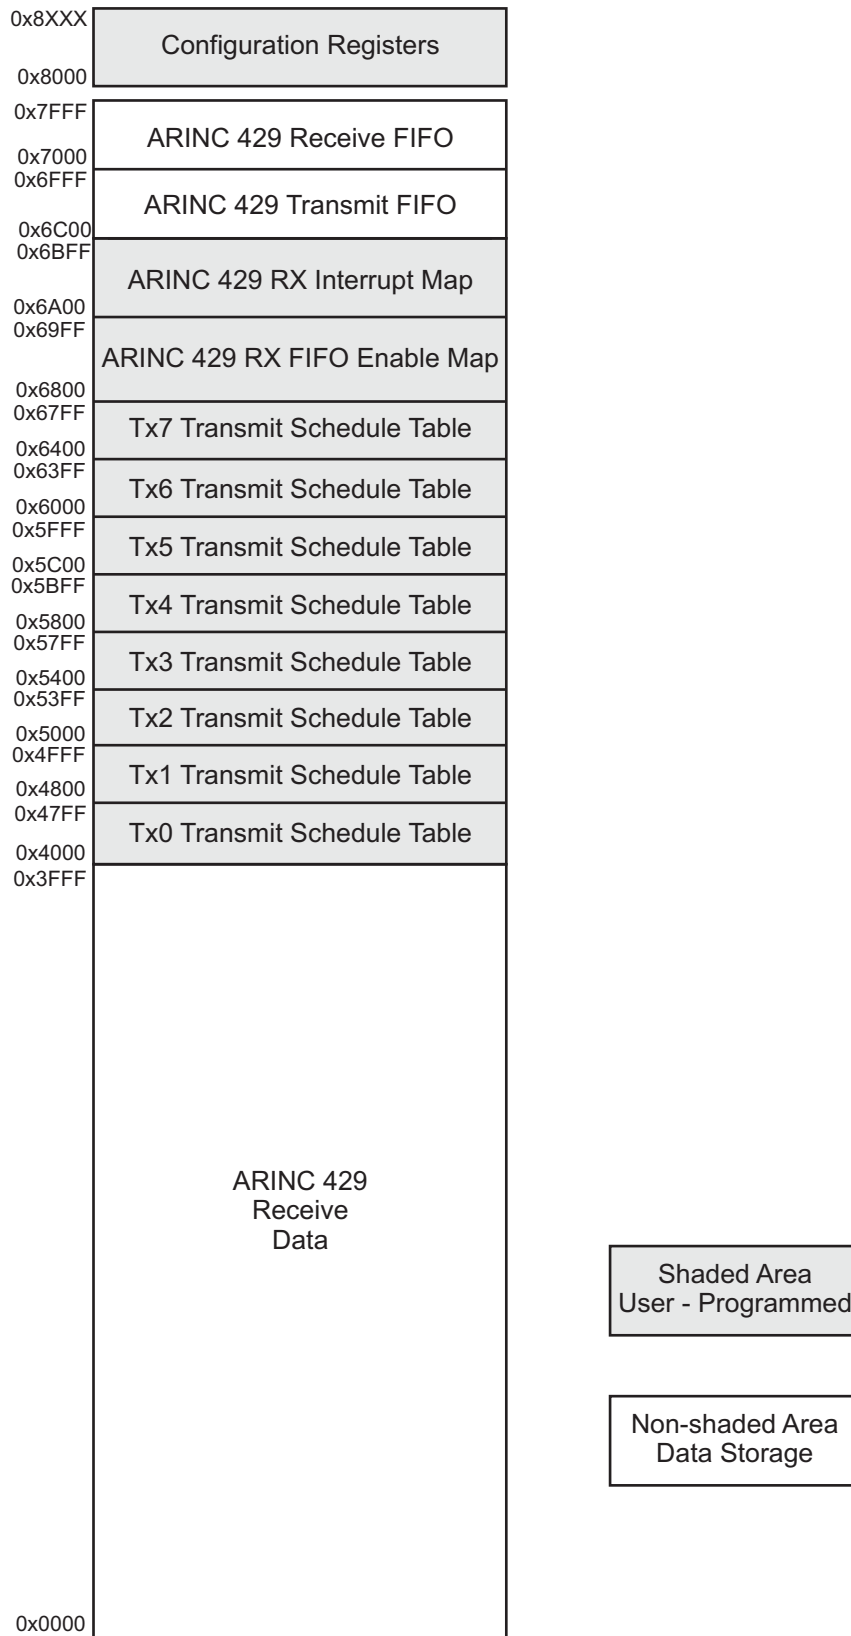 0x8XXX
Configuration Registers
0x8000
0x7FFF
ARINC 429 Receive FIFO
0x7000
0x6FFF
ARINC 429 Transmit FIFO
0x6C00
0x6BFF
ARINC 429 RX Interrupt Map
0x6A00
0x69FF
ARINC 429 RX FIFO Enable Map
0x6800
0x67FF
Tx7 Transmit Schedule Table
0x6400
0x63FF
Tx6 Transmit Schedule Table
0x6000
0x5FFF
Tx5 Transmit Schedule Table
0x5C00
0x5BFF
Tx4 Transmit Schedule Table
0x5800
0x57FF
Tx3 Transmit Schedule Table
0x5400
0x53FF
Tx2 Transmit Schedule Table
0x5000
0x4FFF
Tx1 Transmit Schedule Table
0x4800
0x47FF
Tx0 Transmit Schedule Table
0x4000
0x3FFF
ARINC 429
Receive
Data
Shaded Area
User - Programmed
Non-shaded Area
Data Storage
0x0000